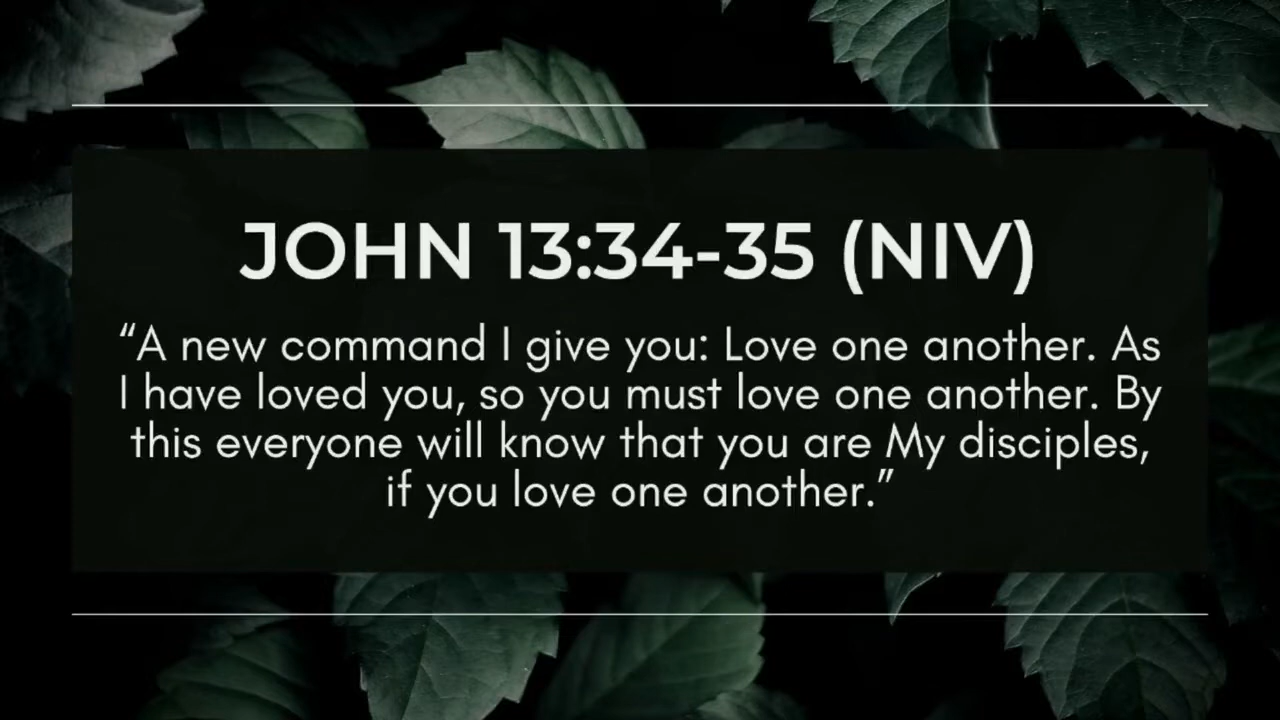 JOHN 13:34-35 (NIV)
“A new command I give you: Love one another. As
I have loved you, so you must love one another. By
this everyone will know that you are My disciples,
if you love one another.”